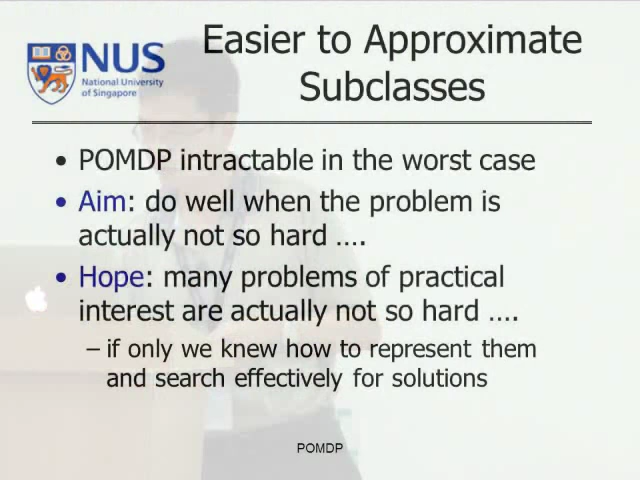 NUS
National University
of Singapore
Easier to Approximate
Subclasses
• POMDP intractable in the worst case
• Aim: do well when the problem is
actually not so hard ….
• Hope: many problems of practical
interest are actually not so hard ….
– if only we knew how to represent them
and search effectively for solutions
POMDP